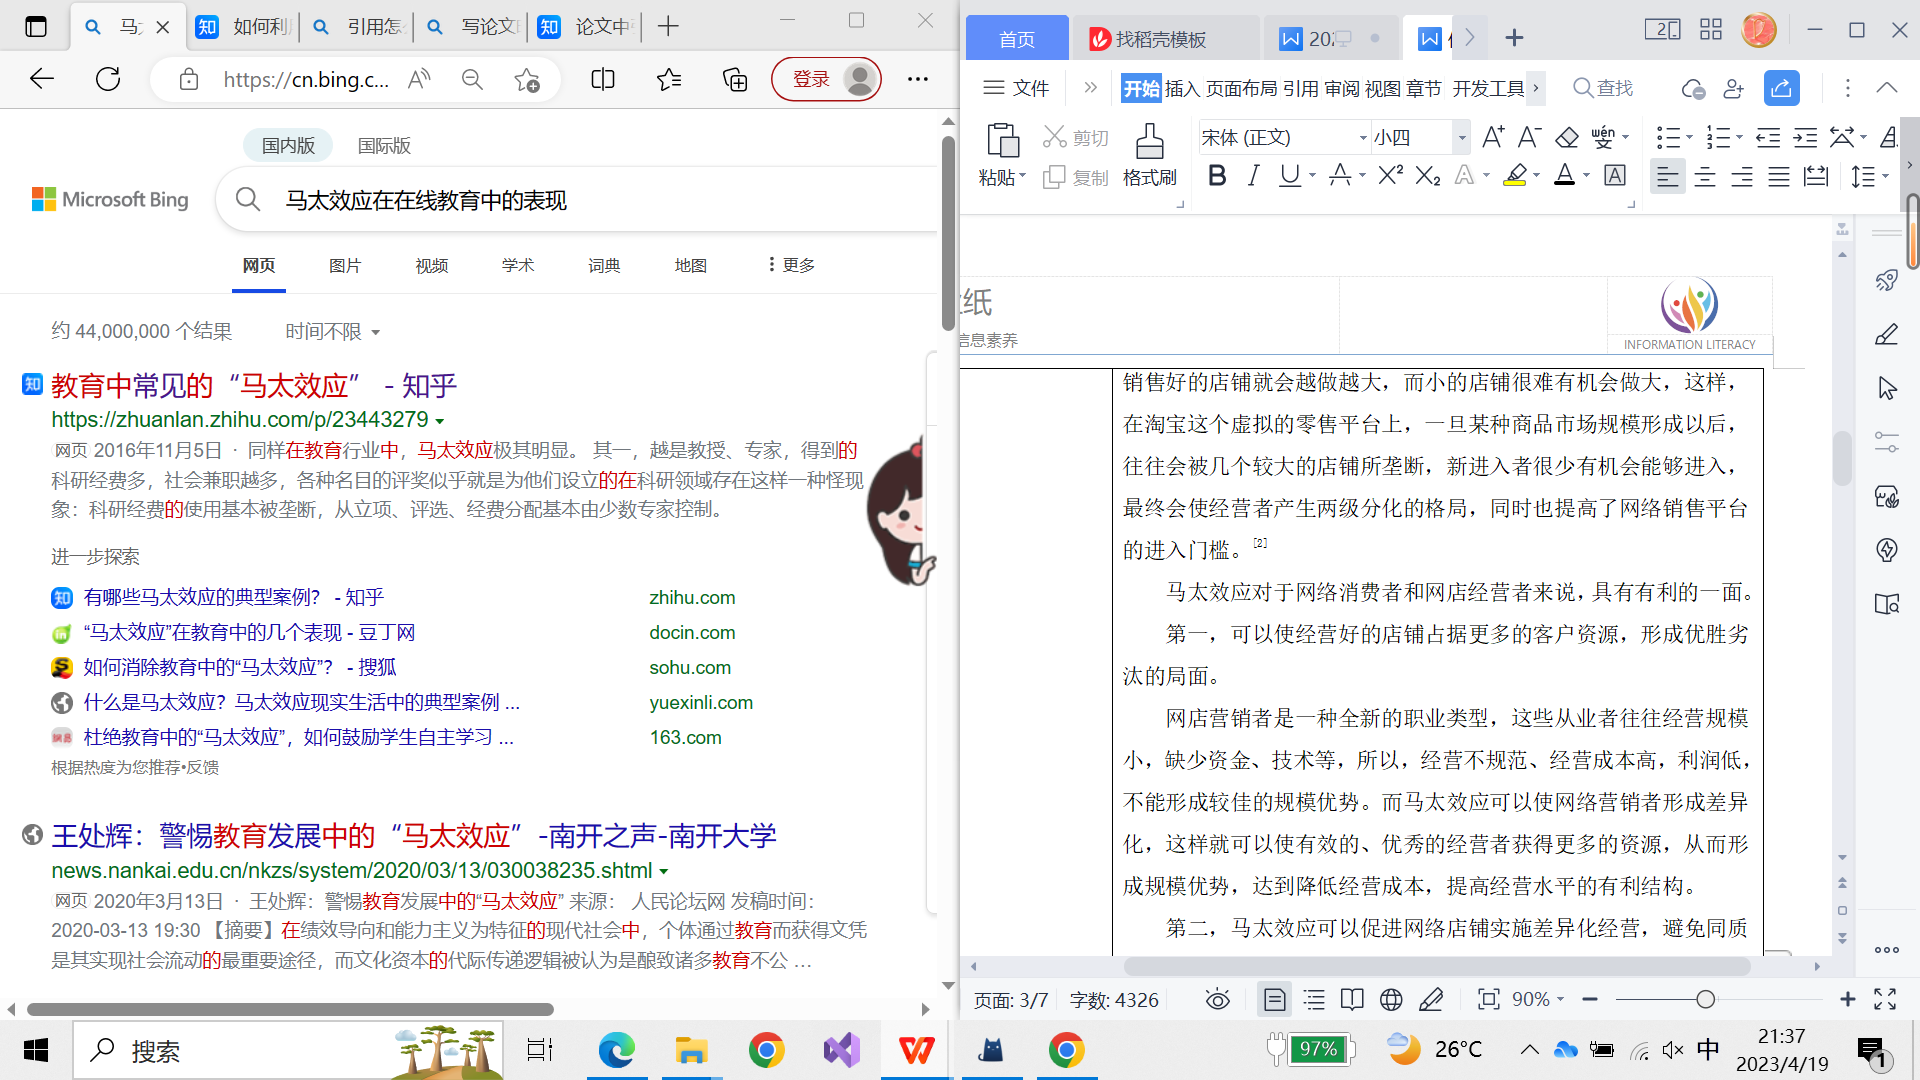 马太
如何利
引用怎么
写论文
论文中
https://cn.bing.c...
登录
国内版
国际版
Microsoft Bing
马太效应在在线教育中的表现
网页
图片
视频
学术
词典
地图
更多
约 44,000,000 个结果
时间不限
教育中常见的“马太效应” - 知乎
https://zhuanlan.zhihu.com/p/23443279
网页 2016年11月5日 · 同样在教育行业中，马太效应极其明显。 其一，越是教授、专家，得到的
科研经费多，社会兼职越多，各种名目的评奖似乎就是为他们设立的在科研领域存在这样一种怪现
象：科研经费的使用基本被垄断，从立项、评选、经费分配基本由少数专家控制。
进一步探索
有哪些马太效应的典型案例？ - 知乎
zhihu.com
“马太效应”在教育中的几个表现 - 豆丁网
docin.com
如何消除教育中的“马太效应”？ - 搜狐
sohu.com
什么是马太效应？马太效应现实生活中的典型案例 ...
yuexinli.com
杜绝教育中的“马太效应”，如何鼓励学生自主学习 ...
163.com
根据热度为您推荐•反馈
王处辉：警惕教育发展中的“马太效应”-南开之声-南开大学
news.nankai.edu.cn/nkzs/system/2020/03/13/030038235.shtml
网页 2020年3月13日 · 王处辉：警惕教育发展中的“马太效应” 来源： 人民论坛网 发稿时间：
2020-03-13 19:30 【摘要】在绩效导向和能力主义为特征的现代社会中，个体通过教育而获得文凭
是其实现社会流动的最重要途径，而文化资本的代际传递逻辑被认为是酿致诸多教育不公 …
首页
找稻壳模板
202
文件
开始 插入 页面布局 引用 审阅 视图 章节 开发工具
查找
粘贴
剪切
复制
格式刷
宋体 (正文)
小四
纸
信息素养
INFORMATION LITERACY
销售好的店铺就会越做越大，而小的店铺很难有机会做大，这样，
在淘宝这个虚拟的零售平台上，一旦某种商品市场规模形成以后，
往往会被几个较大的店铺所垄断，新进入者很少有机会能够进入，
最终会使经营者产生两级分化的格局，同时也提高了网络销售平台
的进入门槛。[2]
马太效应对于网络消费者和网店经营者来说，具有有利的一面。
第一，可以使经营好的店铺占据更多的客户资源，形成优胜劣
汰的局面。
网店营销者是一种全新的职业类型，这些从业者往往经营规模
小，缺少资金、技术等，所以，经营不规范、经营成本高，利润低，
不能形成较佳的规模优势。而马太效应可以使网络营销者形成差异
化，这样就可以使有效的、优秀的经营者获得更多的资源，从而形
成规模优势，达到降低经营成本，提高经营水平的有利结构。
第二，马太效应可以促进网络店铺实施差异化经营，避免同质
页面: 3/7 字数: 4326
90%
搜索
97%
26°C
中
21:37
2023/4/19
1